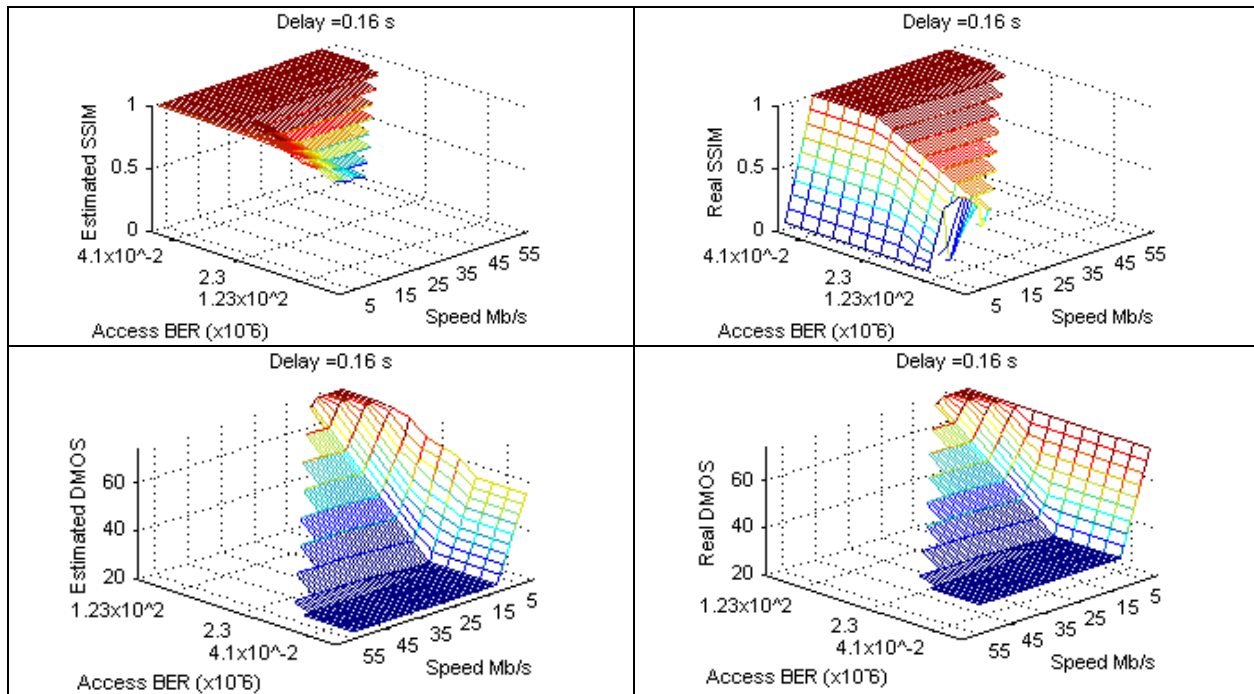 Delay =0.16 s
Estimated SSIM
1
0.5
0
4.1x10^-2
2.3
1.23x10^2
Access BER (x10^-6)
5
15
25
35
45
55
Speed Mb/s
Delay =0.16 s
Real SSIM
1
0.5
0
4.1x10^-2
2.3
1.23x10^2
Access BER (x10^-6)
5
15
25
35
45
55
Speed Mb/s
Delay =0.16 s
Estimated DMOS
60
40
20
1.23x10^2
2.3
4.1x10^-2
Access BER (x10^-6)
55
45
35
25
15
5
Speed Mb/s
Delay =0.16 s
Real DMOS
60
40
20
1.23x10^2
2.3
4.1x10^-2
Access BER (x10^-6)
55
45
35
25
15
5
Speed Mb/s